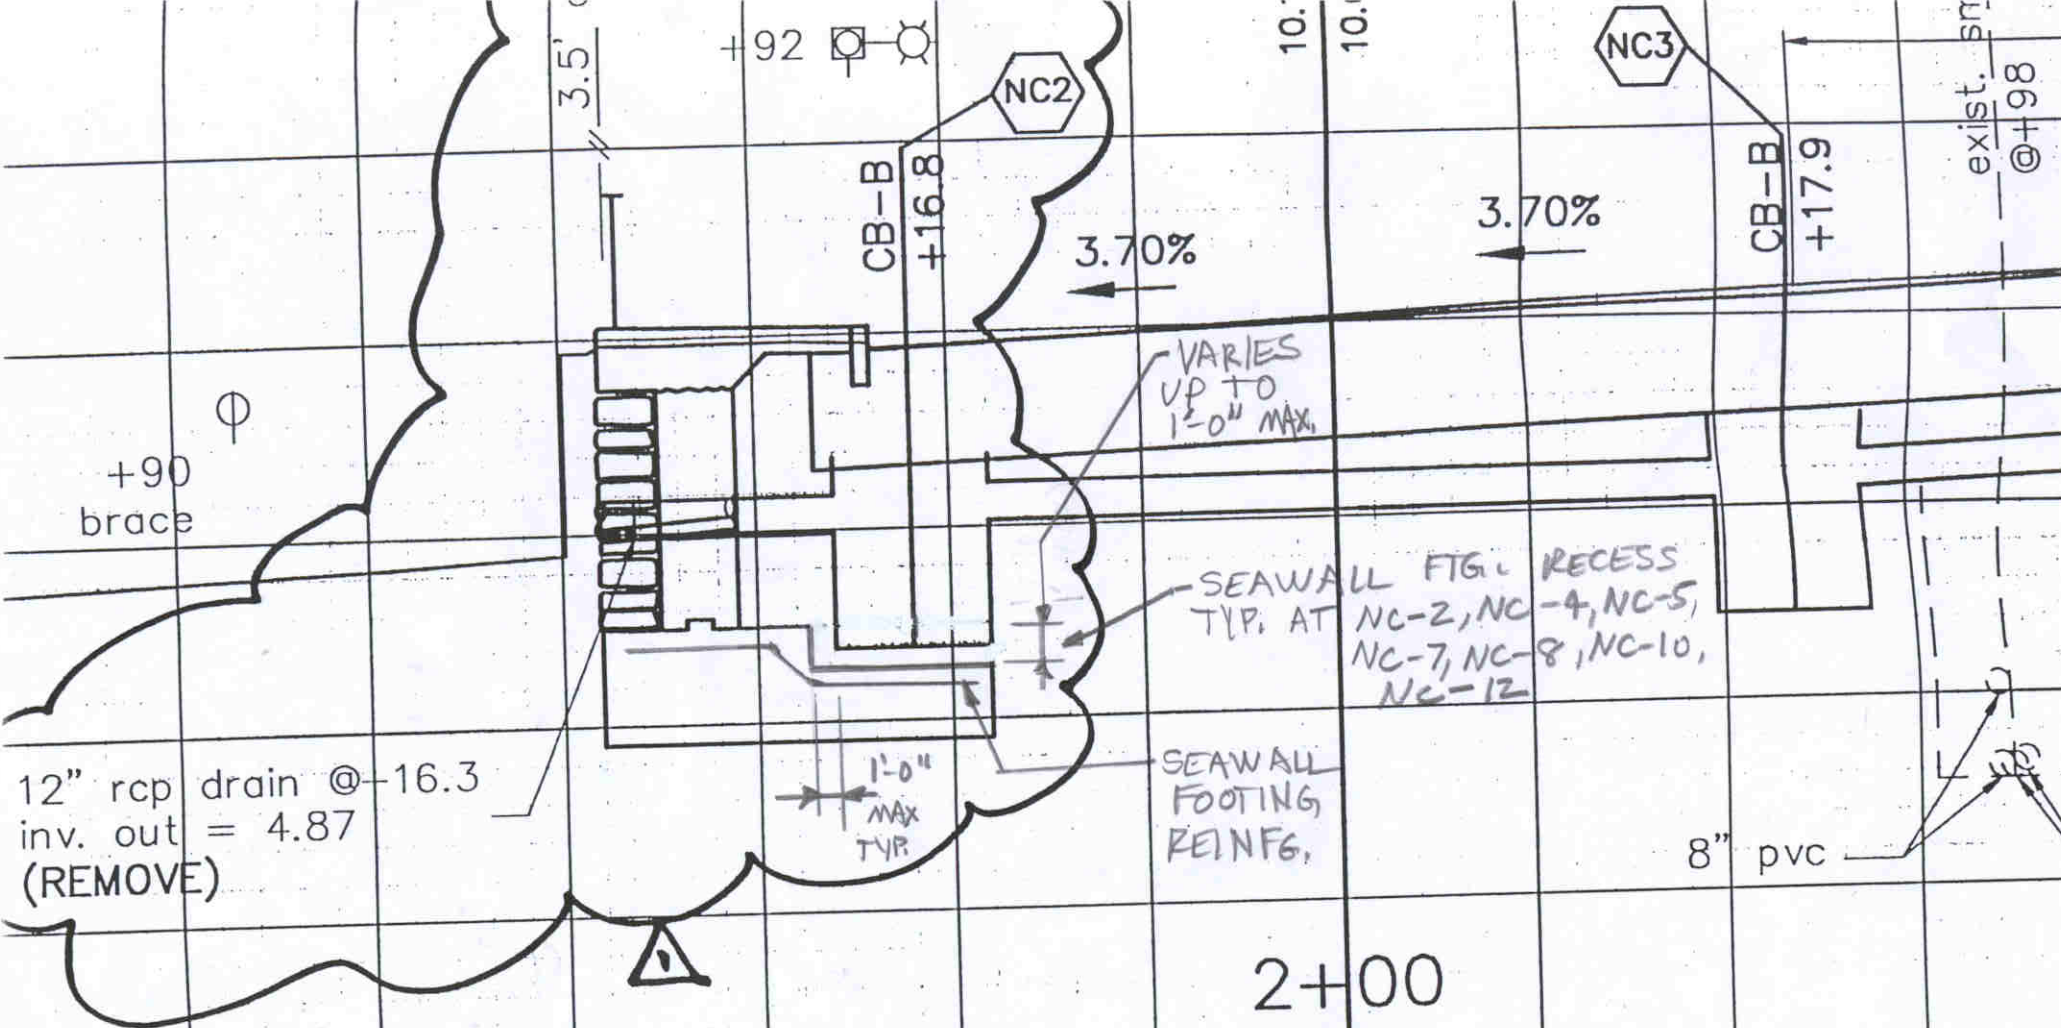 3.5'
+92
NC2
10.
10.
NC3
exist.
@+98
CB-B
+16.8
CB-B
+17.9
3.70%
3.70%
VARIES
UP TO
1'-0" MAX.
+90
brace
SEAWALL FTG. RECESS
TYP. AT NC-2, NC-4, NC-5,
NC-7, NC-8, NC-10,
NC-12
12" rcp drain @-16.3
inv. out = 4.87
(REMOVE)
1'-0"
MAX
TYP.
SEAWALL
FOOTING
REINFG.
8" pvc
1
2+00